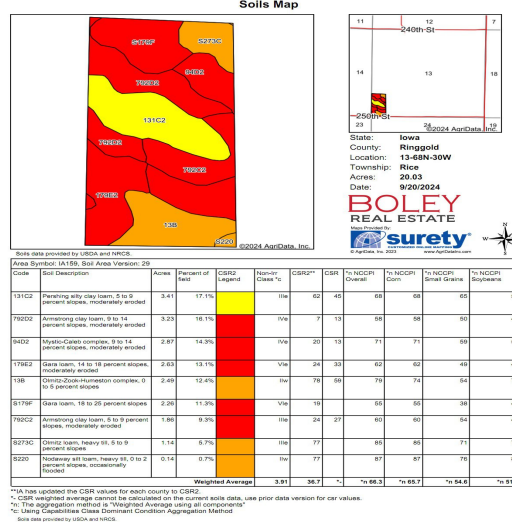 Soils Map
S179F
S273C
94D2
792D2
131C2
792D2
792C2
179E2
13B
S220
©2024 AgriData, Inc.
Soils data provided by USDA and NRCS.
11 12 7
240th St
14 13 18
250th St
23 24 19
©2024 AgriData, Inc.
State: Iowa
County: Ringgold
Location: 13-68N-30W
Township: Rice
Acres: 20.03
Date: 9/20/2024
BOLEY
REAL ESTATE
Maps Provided By:
surety®
CUSTOMIZED ONLINE MAPPING
© AgriData, Inc. 2023 www.AgriDataInc.com
N
W E
S
Area Symbol: IA159, Soil Area Version: 29
Code Soil Description Acres Percent of field CSR2 Legend Non-Irr Class *c CSR2** CSR *n NCCPI Overall *n NCCPI Corn *n NCCPI Small Grains *n NCCPI Soybeans
131C2 Pershing silty clay loam, 5 to 9 percent slopes, moderately eroded 3.41 17.1% IIIe 62 45 68 68 65
792D2 Armstrong clay loam, 9 to 14 percent slopes, moderately eroded 3.23 16.1% IVe 7 13 58 58 50
94D2 Mystic-Caleb complex, 9 to 14 percent slopes, moderately eroded 2.87 14.3% IVe 20 13 71 71 59
179E2 Gara loam, 14 to 18 percent slopes, moderately eroded 2.63 13.1% VIe 24 33 62 62 49
13B Olmitz-Zook-Humeston complex, 0 to 5 percent slopes 2.49 12.4% IIw 78 58 79 74 54
S179F Gara loam, 18 to 25 percent slopes 2.26 11.3% VIe 19 55 55 38
792C2 Armstrong clay loam, 5 to 9 percent slopes, moderately eroded 1.86 9.3% IIIe 24 27 60 60 54
S273C Olmitz loam, heavy till, 5 to 9 percent slopes 1.14 5.7% IIIe 77 85 85 71
S220 Nodaway silt loam, heavy till, 0 to 2 percent slopes, occasionally flooded 0.14 0.7% IIw 77 87 87 76
Weighted Average 3.91 36.7 *- *n 66.3 *n 65.7 *n 54.6 *n 51
**IA has updated the CSR values for each county to CSR2.
*- CSR weighted average cannot be calculated on the current soils data, use prior data version for csr values.
*n: The aggregation method is "Weighted Average using all components"
*c: Using Capabilities Class Dominant Condition Aggregation Method
Soils data provided by USDA and NRCS.